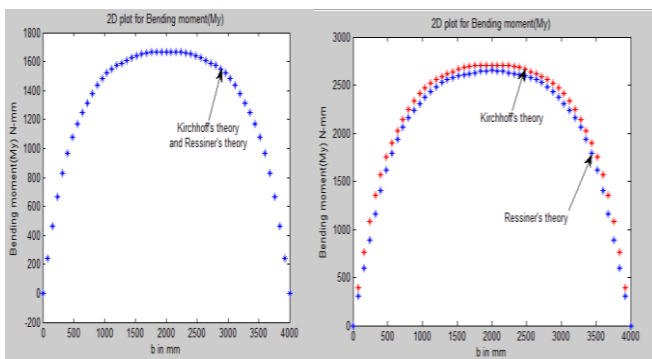 2D plot for Bending moment(My)
1800
1600
1400
1200
1000
800
600
400
200
0
-200
Bending moment(My) N-mm
Kirchhoff's theory
and Ressiner's theory
0 500 1000 1500 2000 2500 3000 3500 4000
b in mm
2D plot for Bending moment(My)
3000
2500
2000
1500
1000
500
0
Bending moment(My) N-mm
Kirchhoff's theory
Ressiner's theory
0 500 1000 1500 2000 2500 3000 3500 4000
b in mm